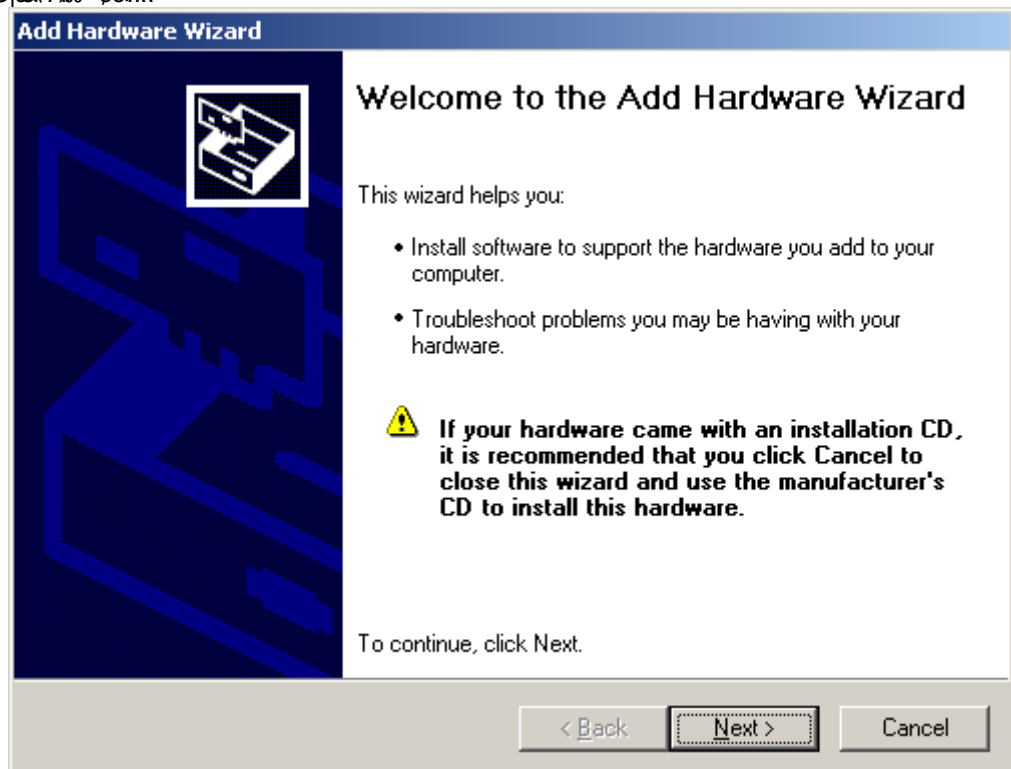 Add Hardware Wizard
Welcome to the Add Hardware Wizard
This wizard helps you:
• Install software to support the hardware you add to your
computer.
• Troubleshoot problems you may be having with your
hardware.
If your hardware came with an installation CD,
it is recommended that you click Cancel to
close this wizard and use the manufacturer's
CD to install this hardware.
To continue, click Next.
< Back
Next >
Cancel